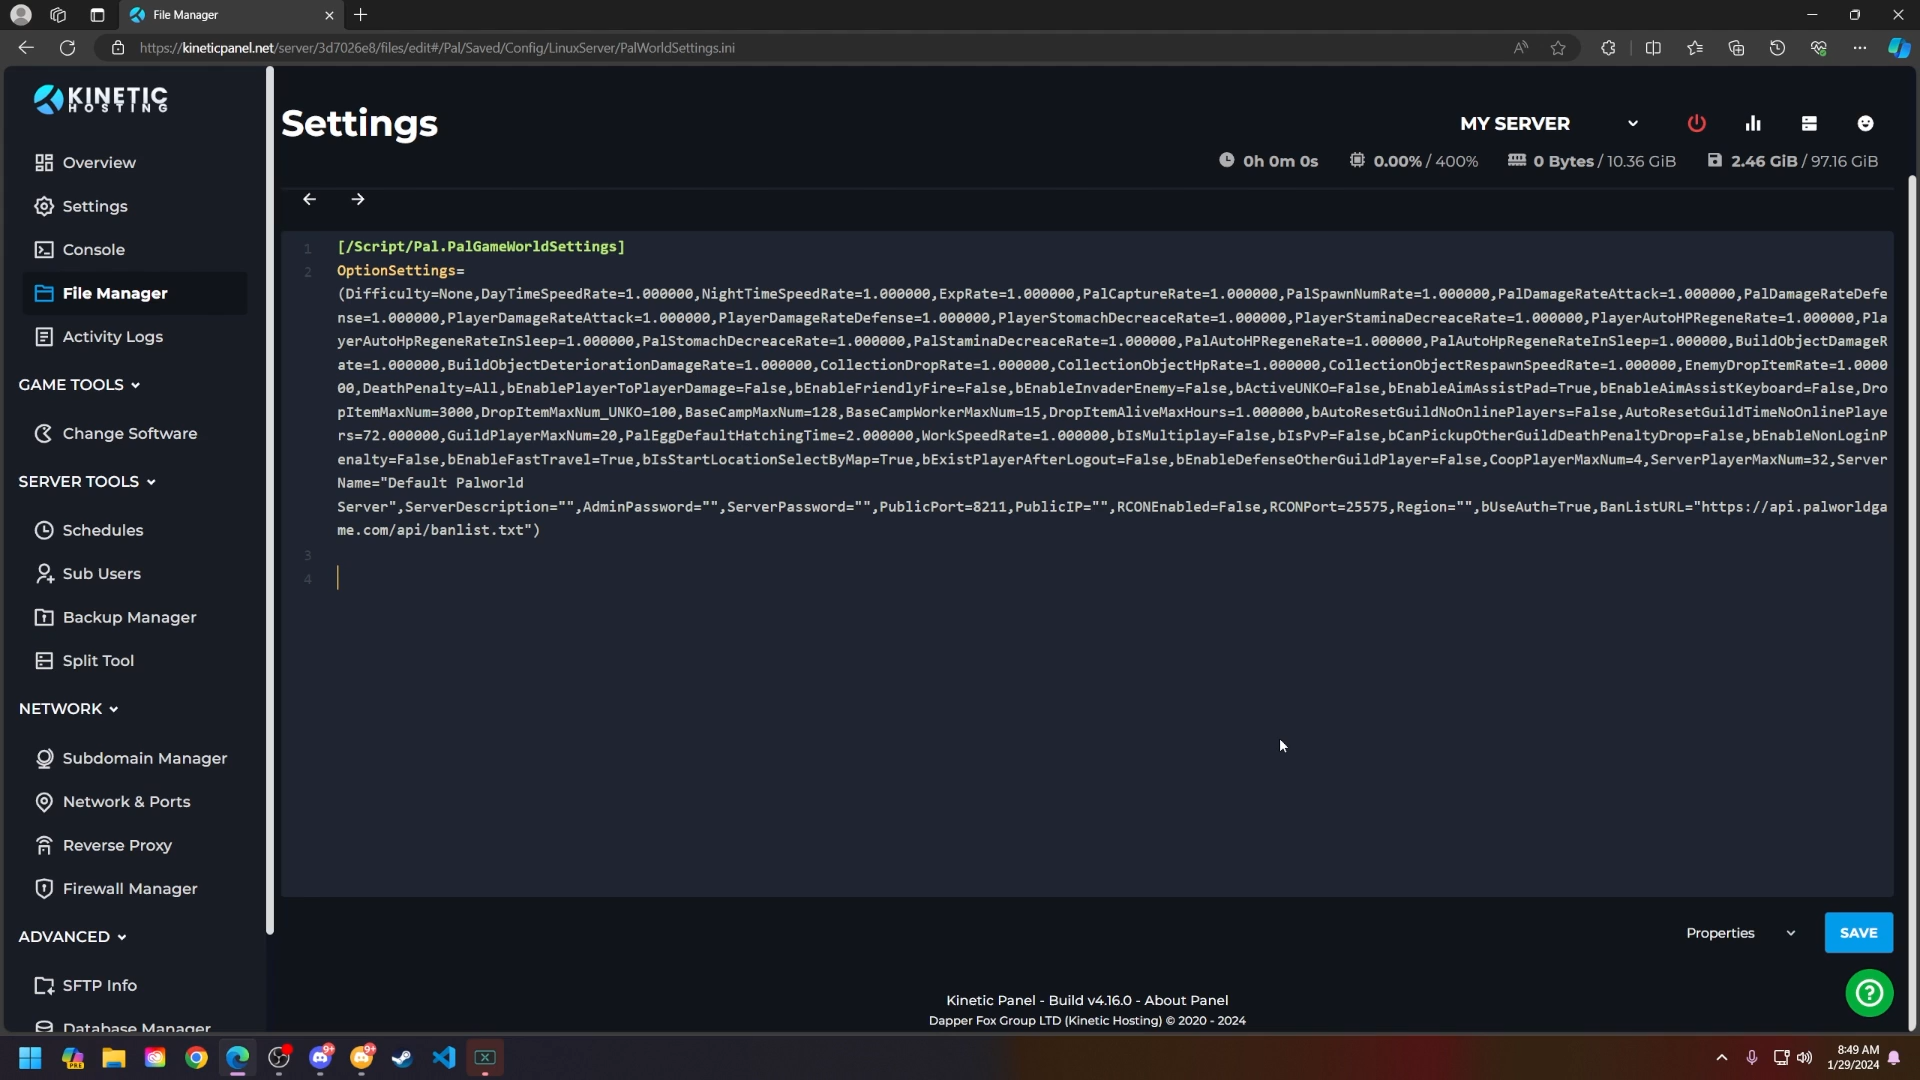 File Manager
https://kineticpanel.net/server/3d7026e8/files/edit#/Pal/Saved/Config/LinuxServer/PalWorldSettings.ini
KINETIC
HOSTING
Overview
Settings
Console
File Manager
Activity Logs
GAME TOOLS
Change Software
SERVER TOOLS
Schedules
Sub Users
Backup Manager
Split Tool
NETWORK
Subdomain Manager
Network & Ports
Reverse Proxy
Firewall Manager
ADVANCED
SFTP Info
Database Manager
Settings
MY SERVER
0h 0m 0s 0.00% / 400% 0 Bytes / 10.36 GiB 2.46 GiB / 97.16 GiB
1 [/Script/Pal.PalGameWorldSettings]
2 OptionSettings=
(Difficulty=None,DayTimeSpeedRate=1.000000,NightTimeSpeedRate=1.000000,ExpRate=1.000000,PalCaptureRate=1.000000,PalSpawnNumRate=1.000000,PalDamageRateAttack=1.000000,PalDamageRateDefe
nse=1.000000,PlayerDamageRateAttack=1.000000,PlayerDamageRateDefense=1.000000,PlayerStomachDecreaceRate=1.000000,PlayerStaminaDecreaceRate=1.000000,PlayerAutoHPRegeneRate=1.000000,Pla
yerAutoHpRegeneRateInSleep=1.000000,PalStomachDecreaceRate=1.000000,PalStaminaDecreaceRate=1.000000,PalAutoHPRegeneRate=1.000000,PalAutoHpRegeneRateInSleep=1.000000,BuildObjectDamageR
ate=1.000000,BuildObjectDeteriorationDamageRate=1.000000,CollectionDropRate=1.000000,CollectionObjectHpRate=1.000000,CollectionObjectRespawnSpeedRate=1.000000,EnemyDropItemRate=1.0000
00,DeathPenalty=All,bEnablePlayerToPlayerDamage=False,bEnableFriendlyFire=False,bEnableInvaderEnemy=False,bActiveUNKO=False,bEnableAimAssistPad=True,bEnableAimAssistKeyboard=False,Dro
pItemMaxNum=3000,DropItemMaxNum_UNKO=100,BaseCampMaxNum=128,BaseCampWorkerMaxNum=15,DropItemAliveMaxHours=1.000000,bAutoResetGuildNoOnlinePlayers=False,AutoResetGuildTimeNoOnlinePlaye
rs=72.000000,GuildPlayerMaxNum=20,PalEggDefaultHatchingTime=2.000000,WorkSpeedRate=1.000000,bIsMultiplay=False,bIsPvP=False,bCanPickupOtherGuildDeathPenaltyDrop=False,bEnableNonLoginP
enalty=False,bEnableFastTravel=True,bIsStartLocationSelectByMap=True,bExistPlayerAfterLogout=False,bEnableDefenseOtherGuildPlayer=False,CoopPlayerMaxNum=4,ServerPlayerMaxNum=32,Server
Name="Default Palworld
Server",ServerDescription="",AdminPassword="",ServerPassword="",PublicPort=8211,PublicIP="",RCONEnabled=False,RCONPort=25575,Region="",bUseAuth=True,BanListURL="https://api.palworldga
me.com/api/banlist.txt")
3
4
Properties
SAVE
Kinetic Panel - Build v4.16.0 - About Panel
Dapper Fox Group LTD (Kinetic Hosting) © 2020 - 2024
PRE
9+
9+
8:49 AM
1/29/2024